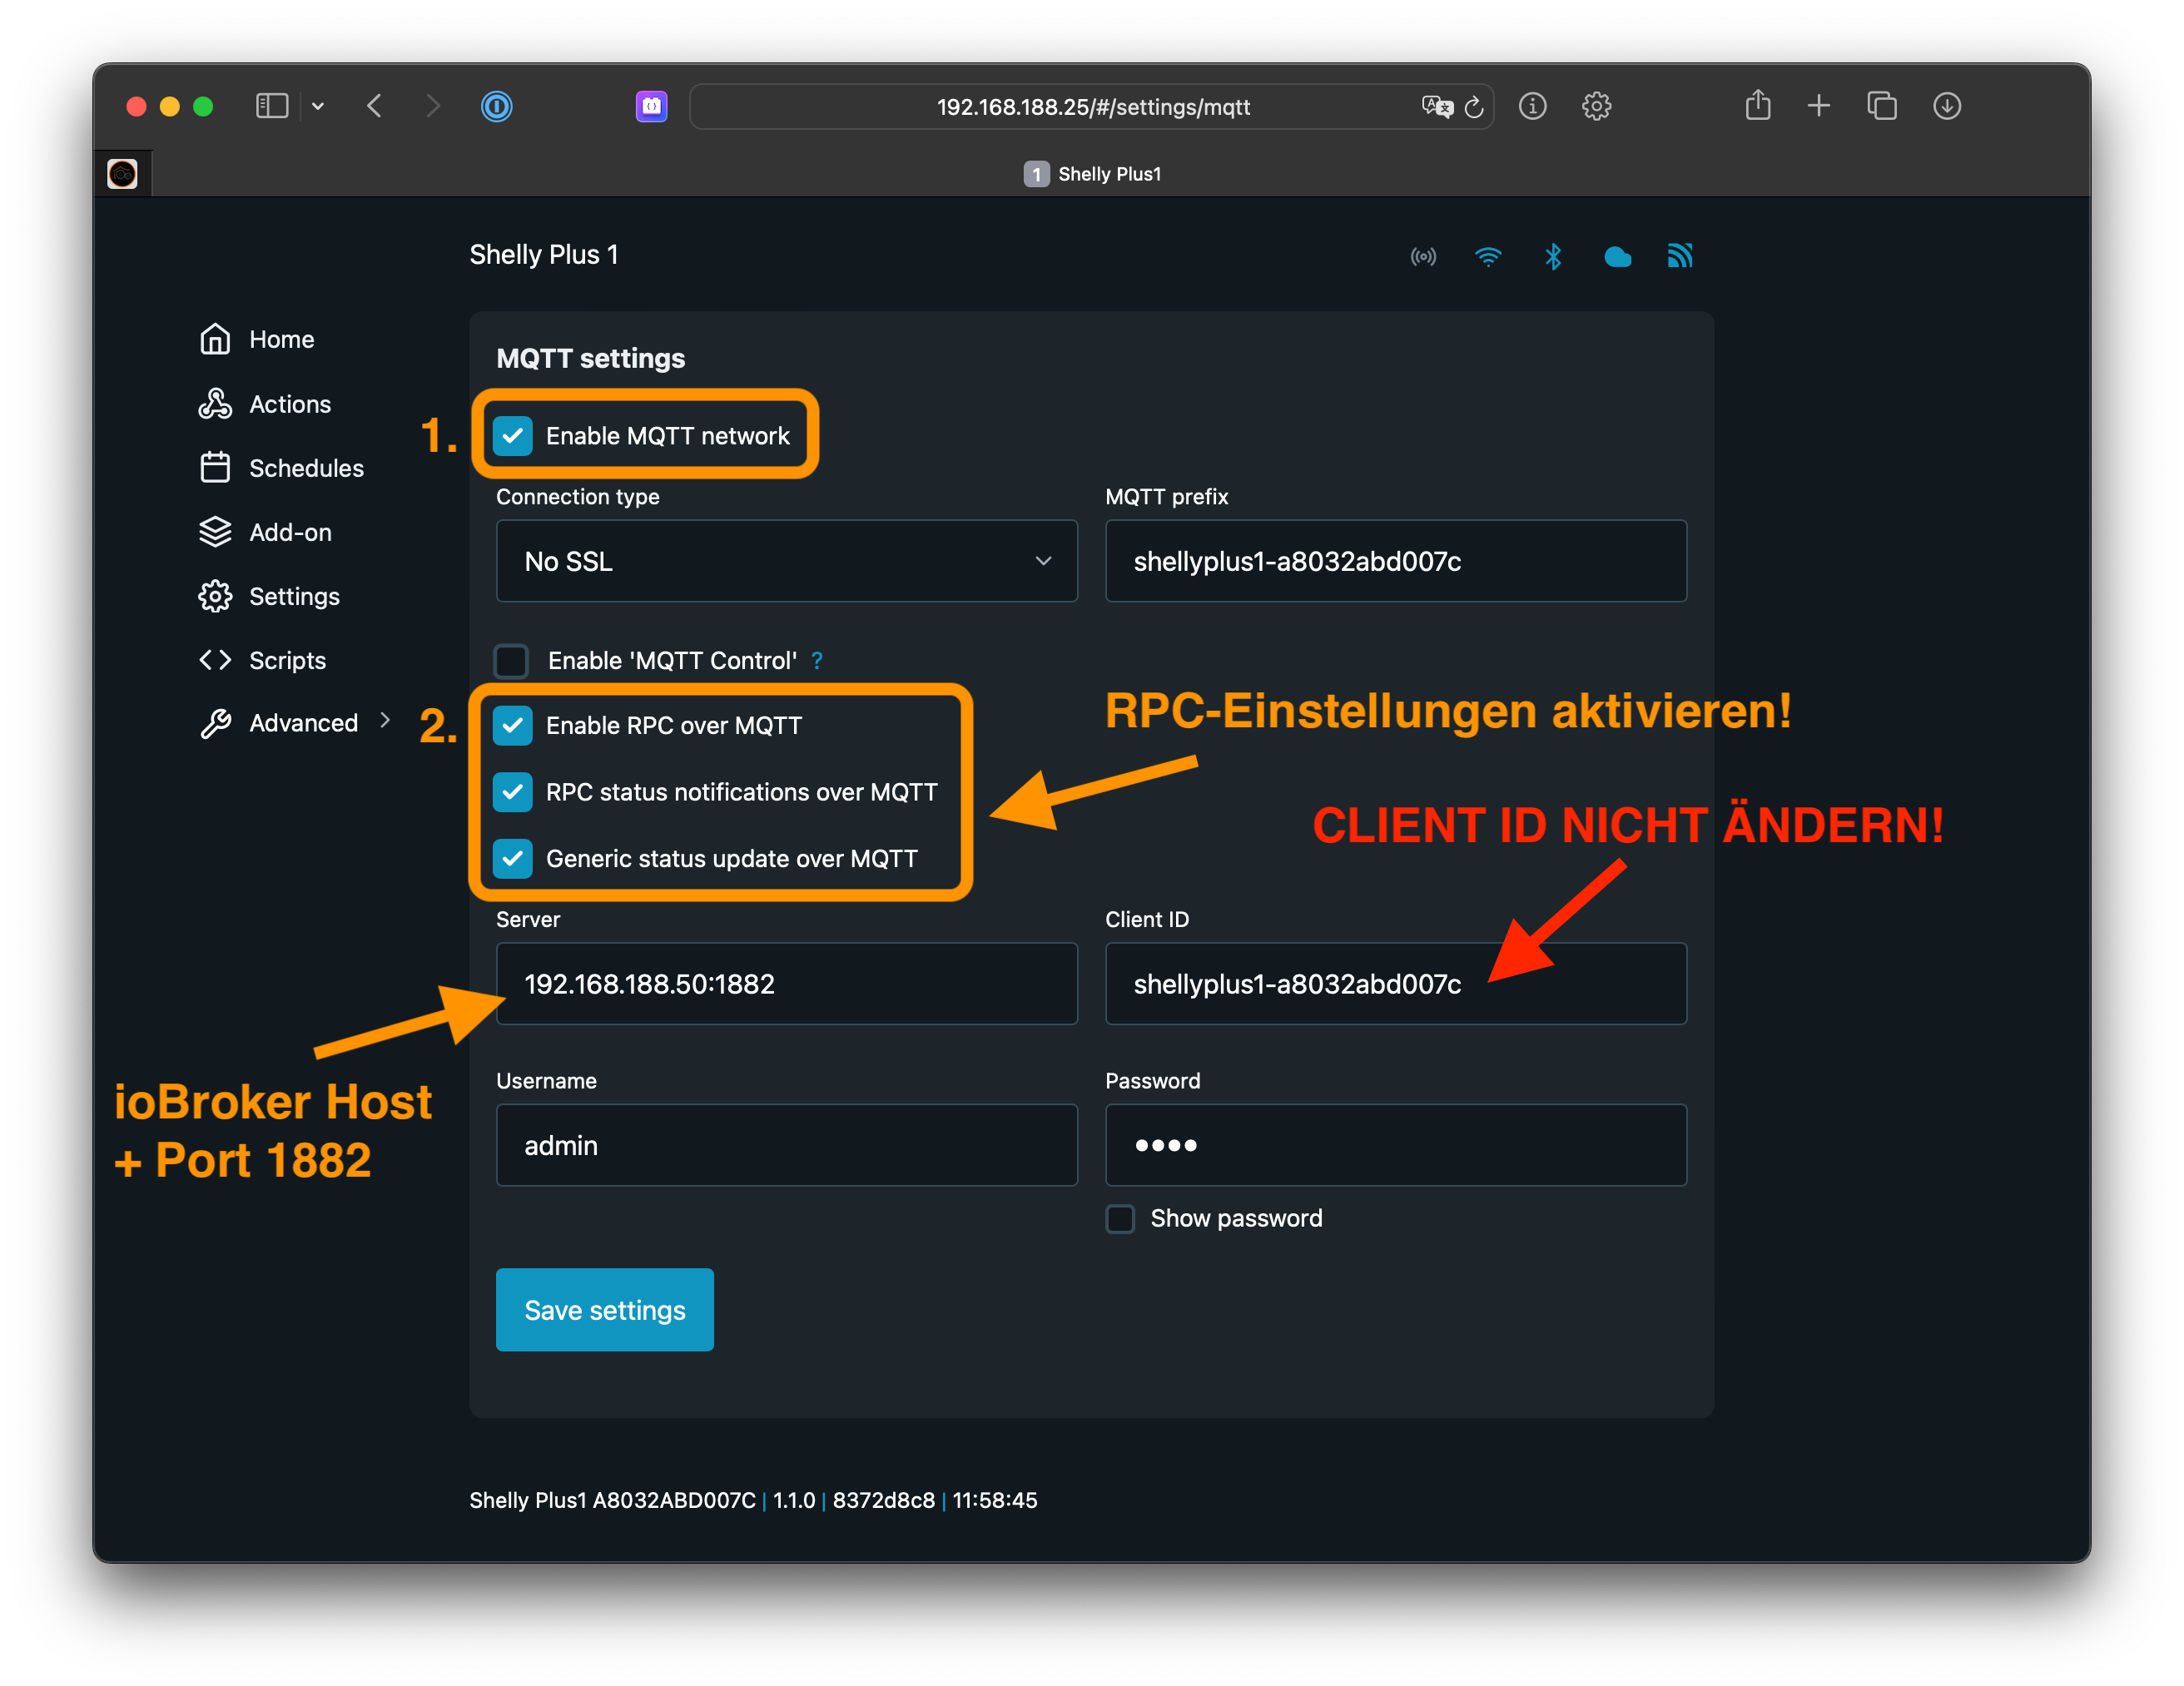 192.168.188.25/#/settings/mqtt
1 Shelly Plus1
Shelly Plus 1
Home
Actions
Schedules
Add-on
Settings
Scripts
Advanced
MQTT settings
1. Enable MQTT network
Connection type
No SSL
MQTT prefix
shellyplus1-a8032abd007c
Enable 'MQTT Control' ?
2. Enable RPC over MQTT
RPC status notifications over MQTT
Generic status update over MQTT
RPC-Einstellungen aktivieren!
CLIENT ID NICHT ÄNDERN!
Server
192.168.188.50:1882
Client ID
shellyplus1-a8032abd007c
ioBroker Host
+ Port 1882
Username
admin
Password
••••
Show password
Save settings
Shelly Plus1 A8032ABD007C | 1.1.0 | 8372d8c8 | 11:58:45